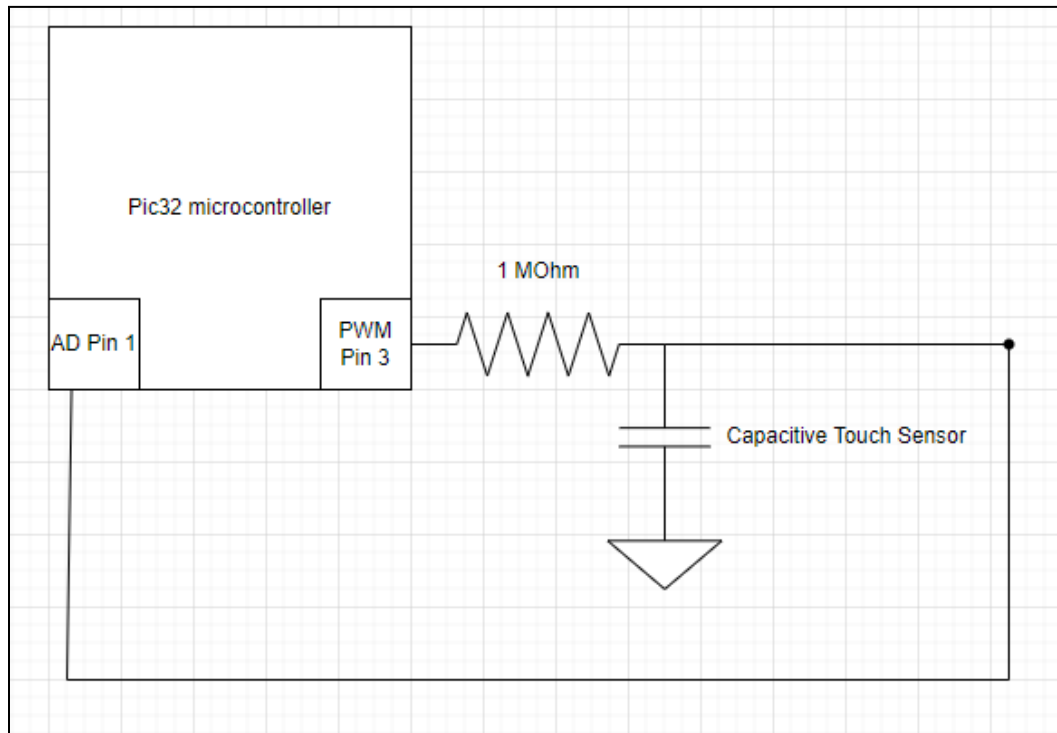 Pic32 microcontroller
1 MOhm
AD Pin 1
PWM
Pin 3
Capacitive Touch Sensor